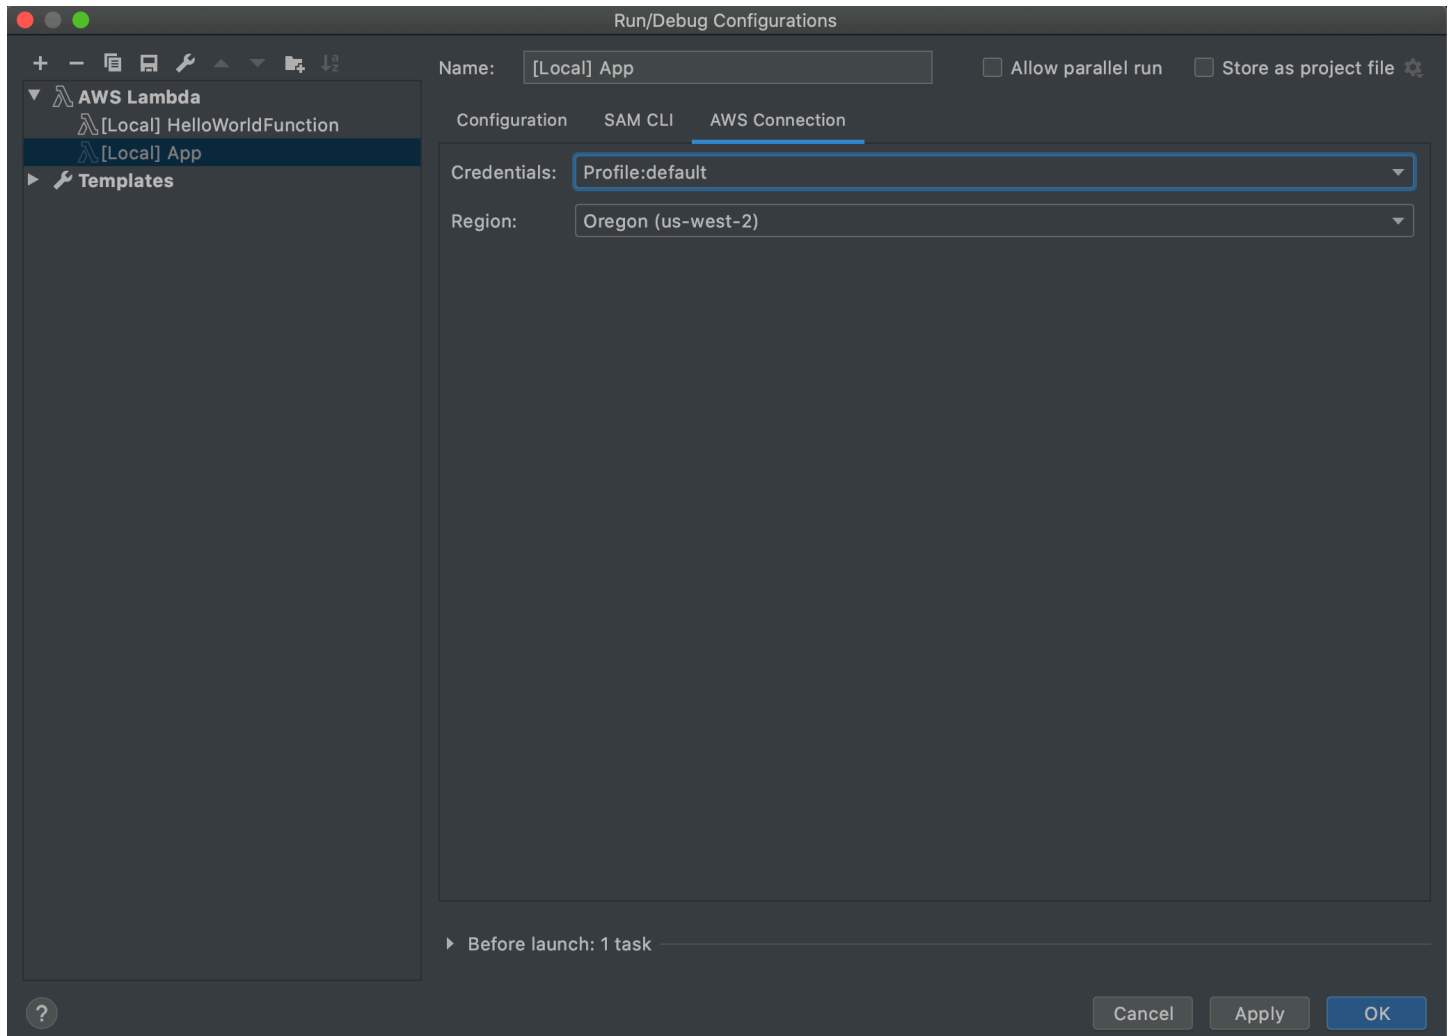 Run/Debug Configurations
Name: [Local] App Allow parallel run Store as project file
AWS Lambda
[Local] HelloWorldFunction
[Local] App
Templates
Configuration SAM CLI AWS Connection
Credentials: Profile:default
Region: Oregon (us-west-2)
Before launch: 1 task
? Cancel Apply OK